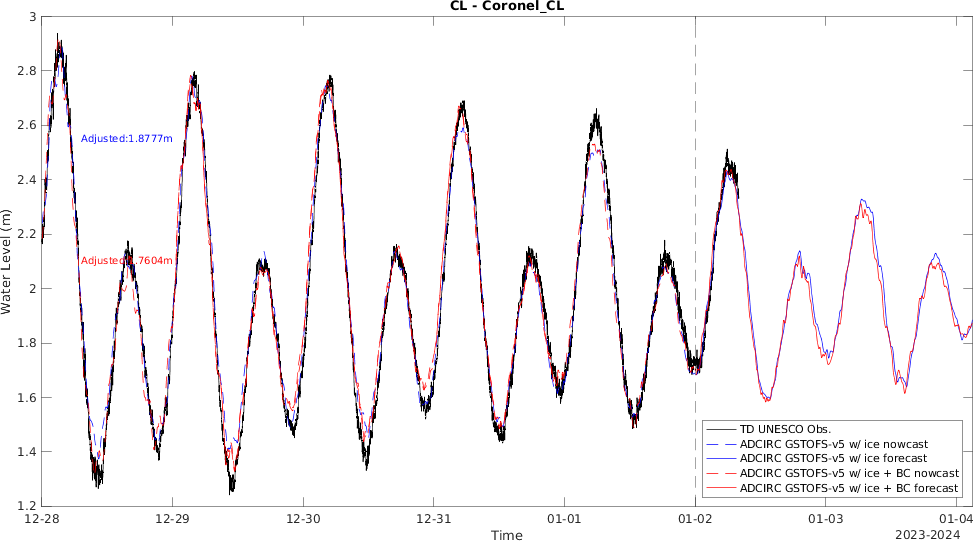 CL - Coronel_CL
3
2.8
2.6
2.4
2.2
2
1.8
1.6
1.4
1.2
Water Level (m)
Adjusted:1.8777m
Adjusted:1.7604m
TD UNESCO Obs.
ADCIRC GSTOFS-v5 w/ ice nowcast
ADCIRC GSTOFS-v5 w/ ice forecast
ADCIRC GSTOFS-v5 w/ ice + BC nowcast
ADCIRC GSTOFS-v5 w/ ice + BC forecast
12-28 12-29 12-30 12-31 01-01 01-02 01-03 01-04
Time
2023-2024